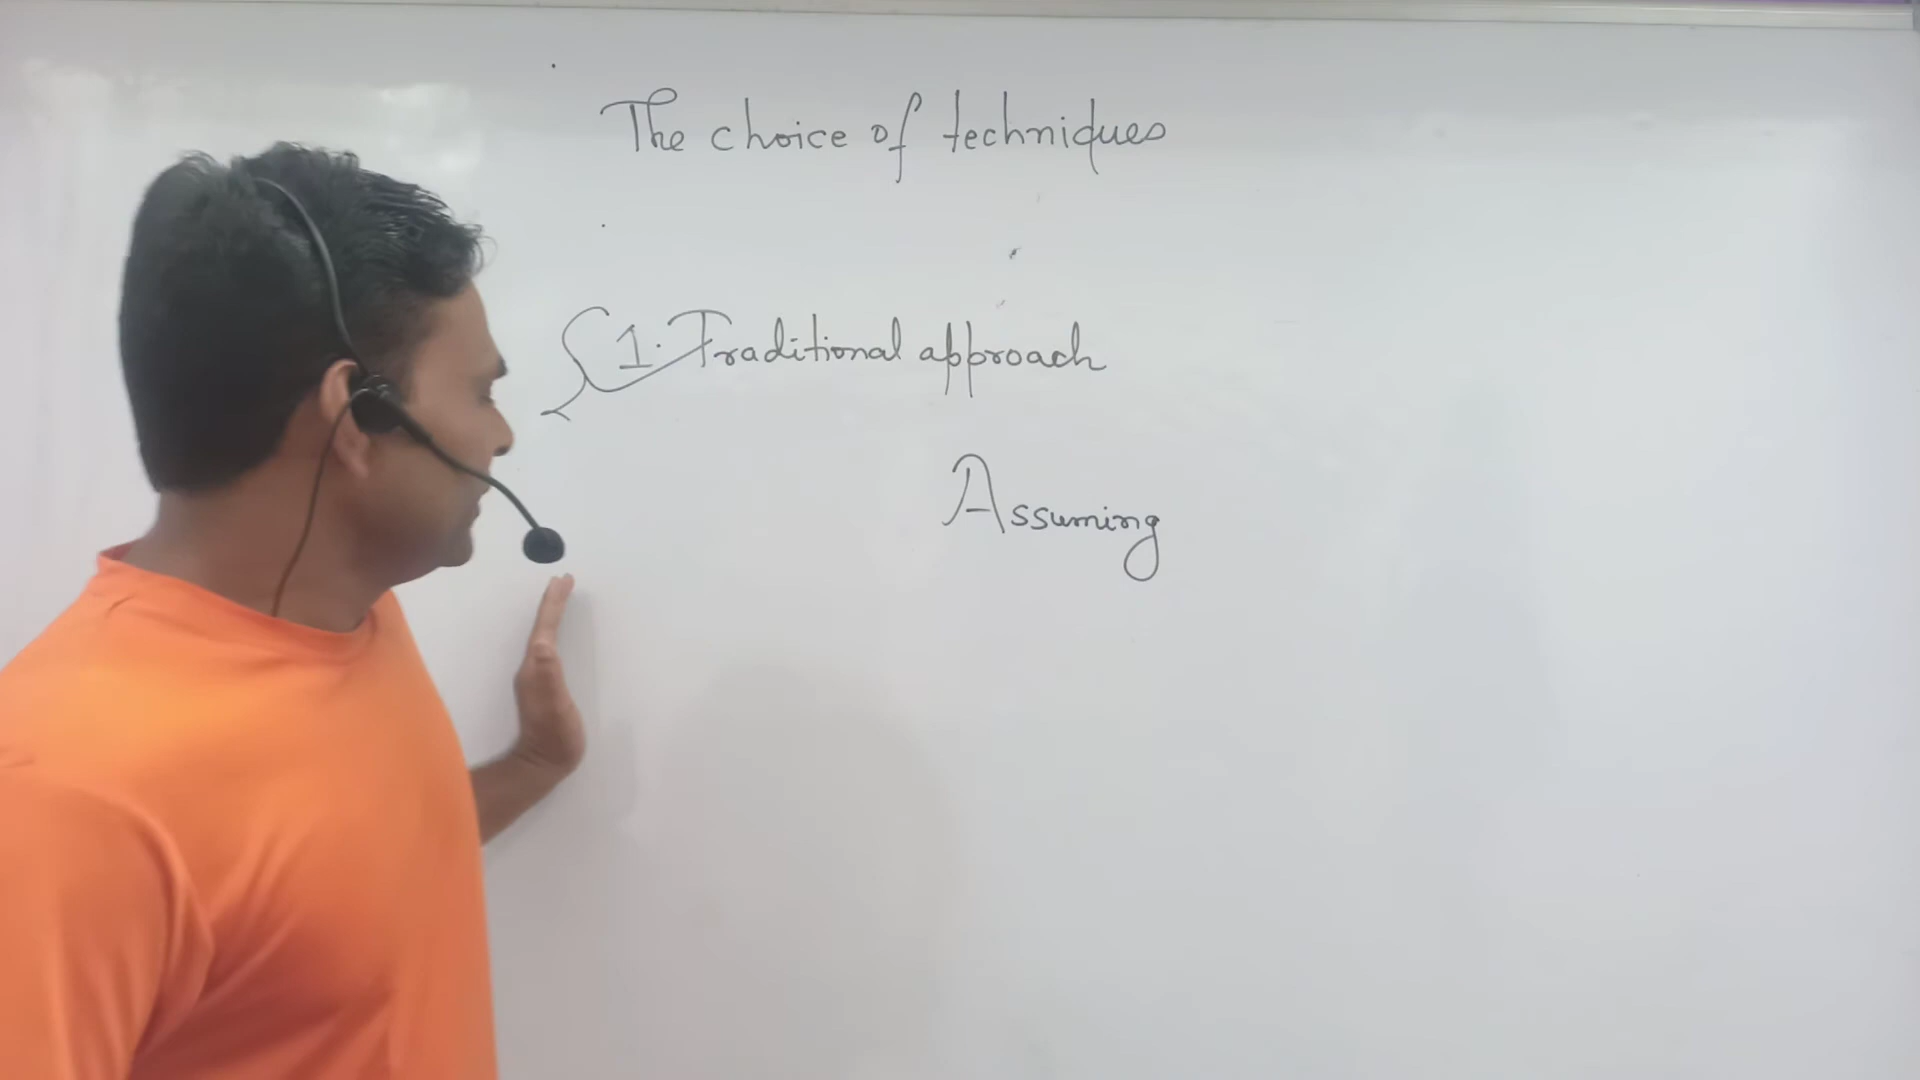 The choice of techniques
1. Traditional approach
Assuming